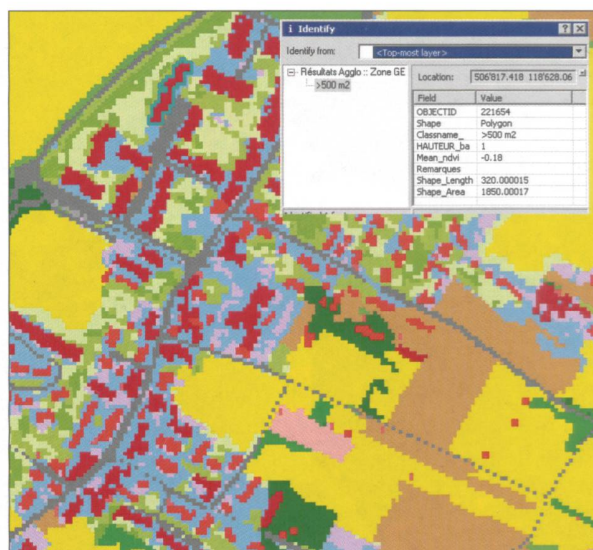 Identify
Identify from: <Top-most layer>
Résultats Agglo :: Zone GE
>500 m2
Location: 506'817.418 118'628.06
Field Value
OBJECTID 221654
Shape Polygon
Classname_ >500 m2
HAUTEUR_ba 1
Mean_ndvi -0.18
Remarques
Shape_Length 320.000015
Shape_Area 1850.00017